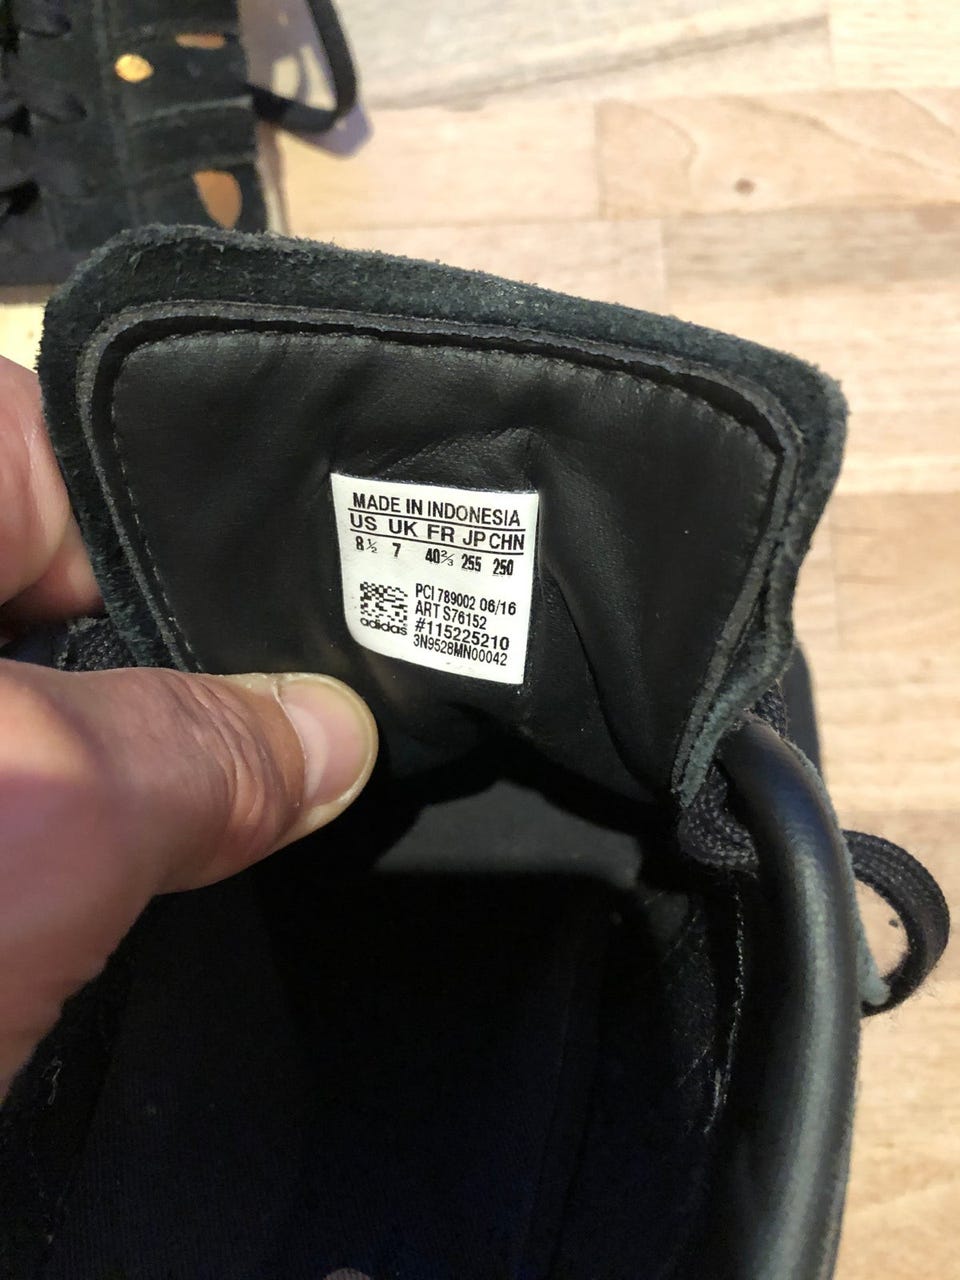 MADE IN INDONESIA
US UK FR JP CHN
8½ 7 40⅔ 255 250
PCI 789002 06/16
ART S76152
#115225210
3N9528MN00042
adidas